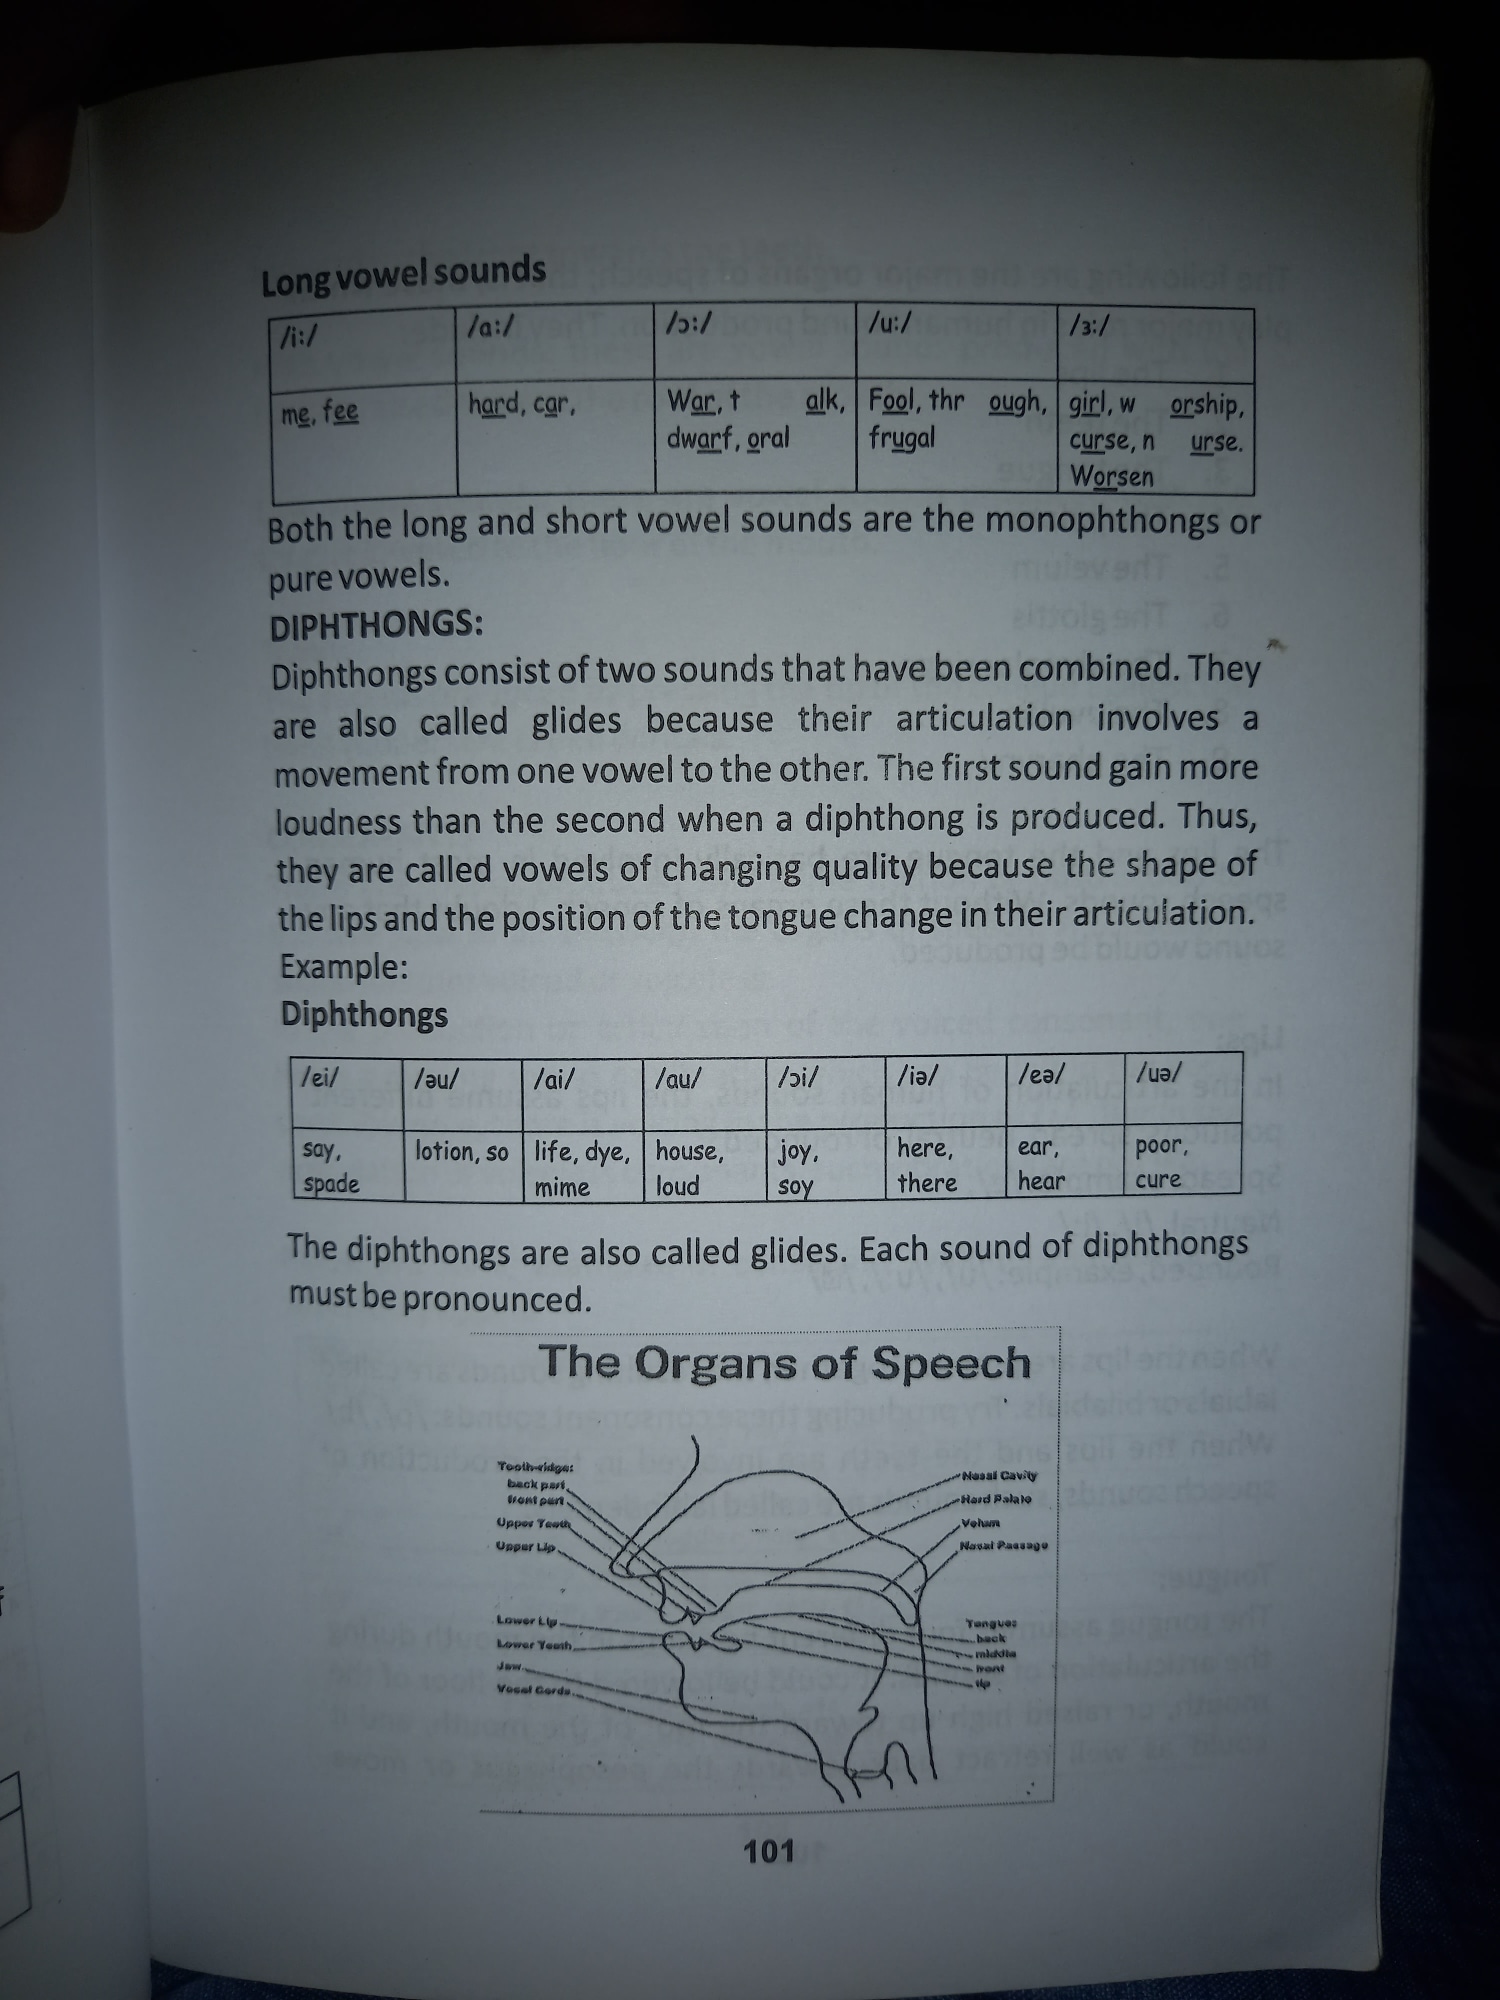 Long vowel sounds
/i:/ /ɑ:/ /ɔ:/ /u:/ /ɜ:/
me, fee hard, car, War, t alk, Fool, thr ough, girl, w orship,
dwarf, oral frugal curse, n urse.
Worsen
Both the long and short vowel sounds are the monophthongs or
pure vowels.
DIPHTHONGS:
Diphthongs consist of two sounds that have been combined. They
are also called glides because their articulation involves a
movement from one vowel to the other. The first sound gain more
loudness than the second when a diphthong is produced. Thus,
they are called vowels of changing quality because the shape of
the lips and the position of the tongue change in their articulation.
Example:
Diphthongs
/ei/ /əu/ /ai/ /au/ /ɔi/ /iə/ /eə/ /uə/
say, lotion, so life, dye, house, joy, here, ear, poor,
spade mime loud soy there hear cure
The diphthongs are also called glides. Each sound of diphthongs
must be pronounced.
The Organs of Speech
Tooth-ridge:
back part
front part
Upper Teeth
Upper Lip
Lower Lip
Lower Teeth
Jaw
Vocal Cords
Nasal Cavity
Hard Palate
Velum
Nasal Passage
Tongue:
back
middle
front
tip
101